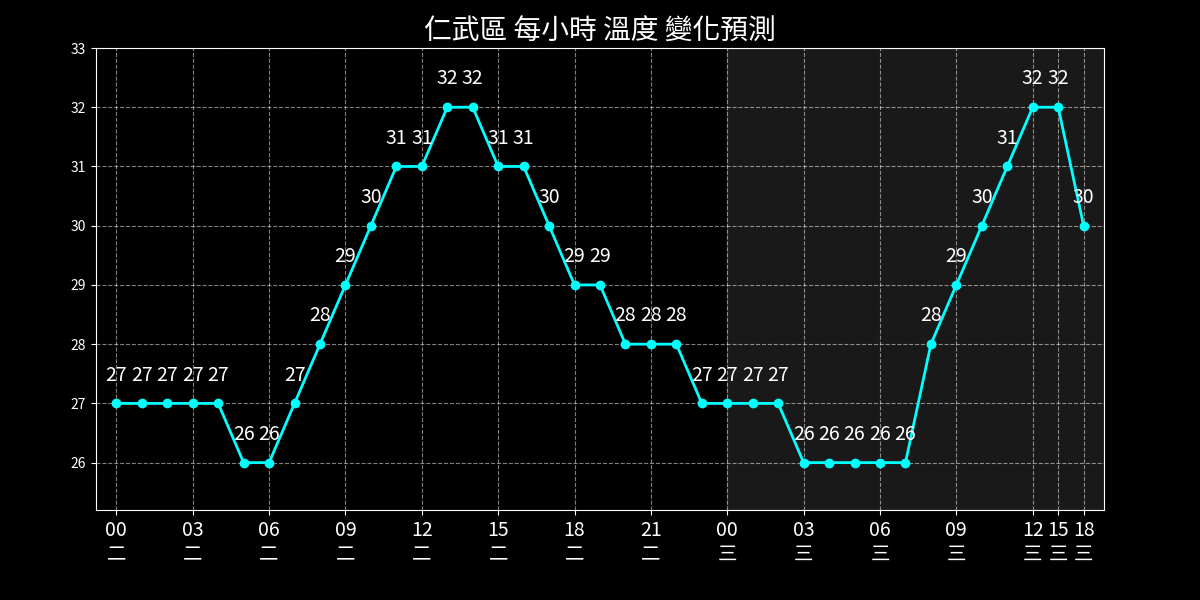 仁武區 每小時 溫度 變化預測
33
32 32 32 32
32
31 31 31 31 31
31
30 30 30 30
30
29 29 29 29
29
28 28 28 28 28
28
27 27 27 27 27 27 27 27 27 27
27
26 26 26 26 26 26 26
26
00 03 06 09 12 15 18 21 00 03 06 09 12 15 18
二 二 二 二 二 二 二 二 三 三 三 三 三 三 三